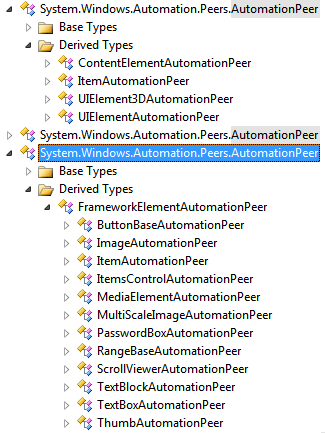 System.Windows.Automation.Peers.AutomationPeer
Base Types
Derived Types
ContentElementAutomationPeer
ItemAutomationPeer
UIElement3DAutomationPeer
UIElementAutomationPeer
System.Windows.Automation.Peers.AutomationPeer
System.Windows.Automation.Peers.AutomationPeer
Base Types
Derived Types
FrameworkElementAutomationPeer
ButtonBaseAutomationPeer
ImageAutomationPeer
ItemAutomationPeer
ItemsControlAutomationPeer
MediaElementAutomationPeer
MultiScaleImageAutomationPeer
PasswordBoxAutomationPeer
RangeBaseAutomationPeer
ScrollViewerAutomationPeer
TextBlockAutomationPeer
TextBoxAutomationPeer
ThumbAutomationPeer